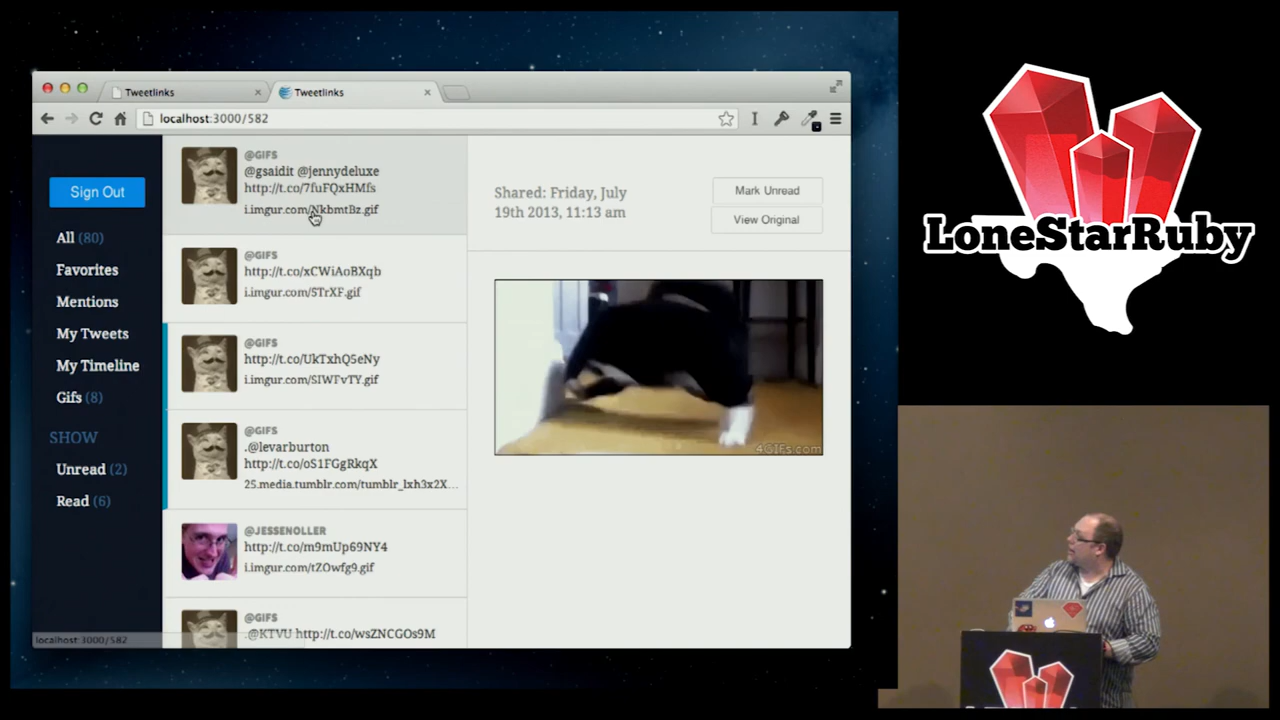 Tweetlinks
Tweetlinks
localhost:3000/582
Sign Out
All (80)
Favorites
Mentions
My Tweets
My Timeline
Gifs (8)
SHOW
Unread (2)
Read (6)
localhost:3000/582
@GIFS
@gsaidit @jennydeluxe
http://t.co/7fuFQxHMfs
i.imgur.com/NkbmtBz.gif
@GIFS
http://t.co/xCWiAoBXqb
i.imgur.com/5TrXF.gif
@GIFS
http://t.co/UkTxhQ5eNy
i.imgur.com/SIWFvTY.gif
@GIFS
.@levarburton
http://t.co/oS1FGgRkqX
25.media.tumblr.com/tumblr_lxh3x2X...
@JESSENOLLER
http://t.co/m9mUp69NY4
i.imgur.com/tZOwfg9.gif
@GIFS
.@KTVU http://t.co/wsZNCGOs9M
Shared: Friday, July
19th 2013, 11:13 am
Mark Unread
View Original
4GIFs.com
LoneStarRuby